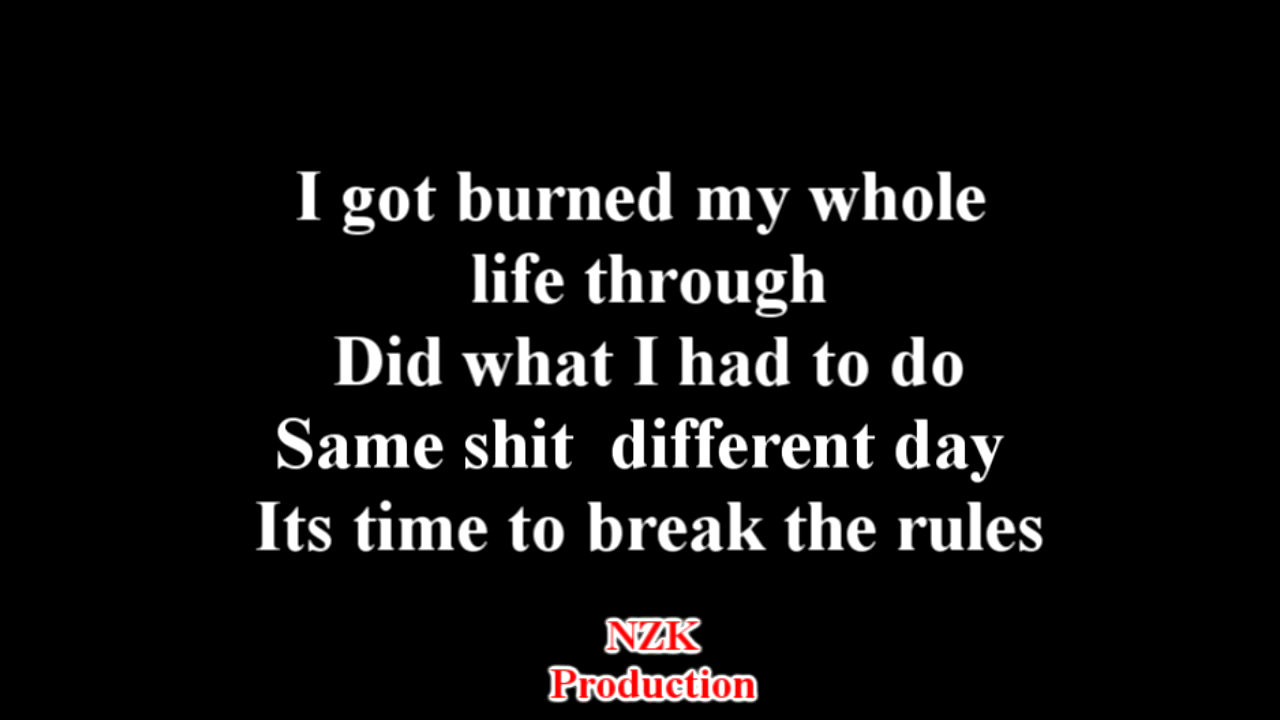 I got burned my whole
life through
Did what I had to do
Same shit  different day
Its time to break the rules
NZK
Production